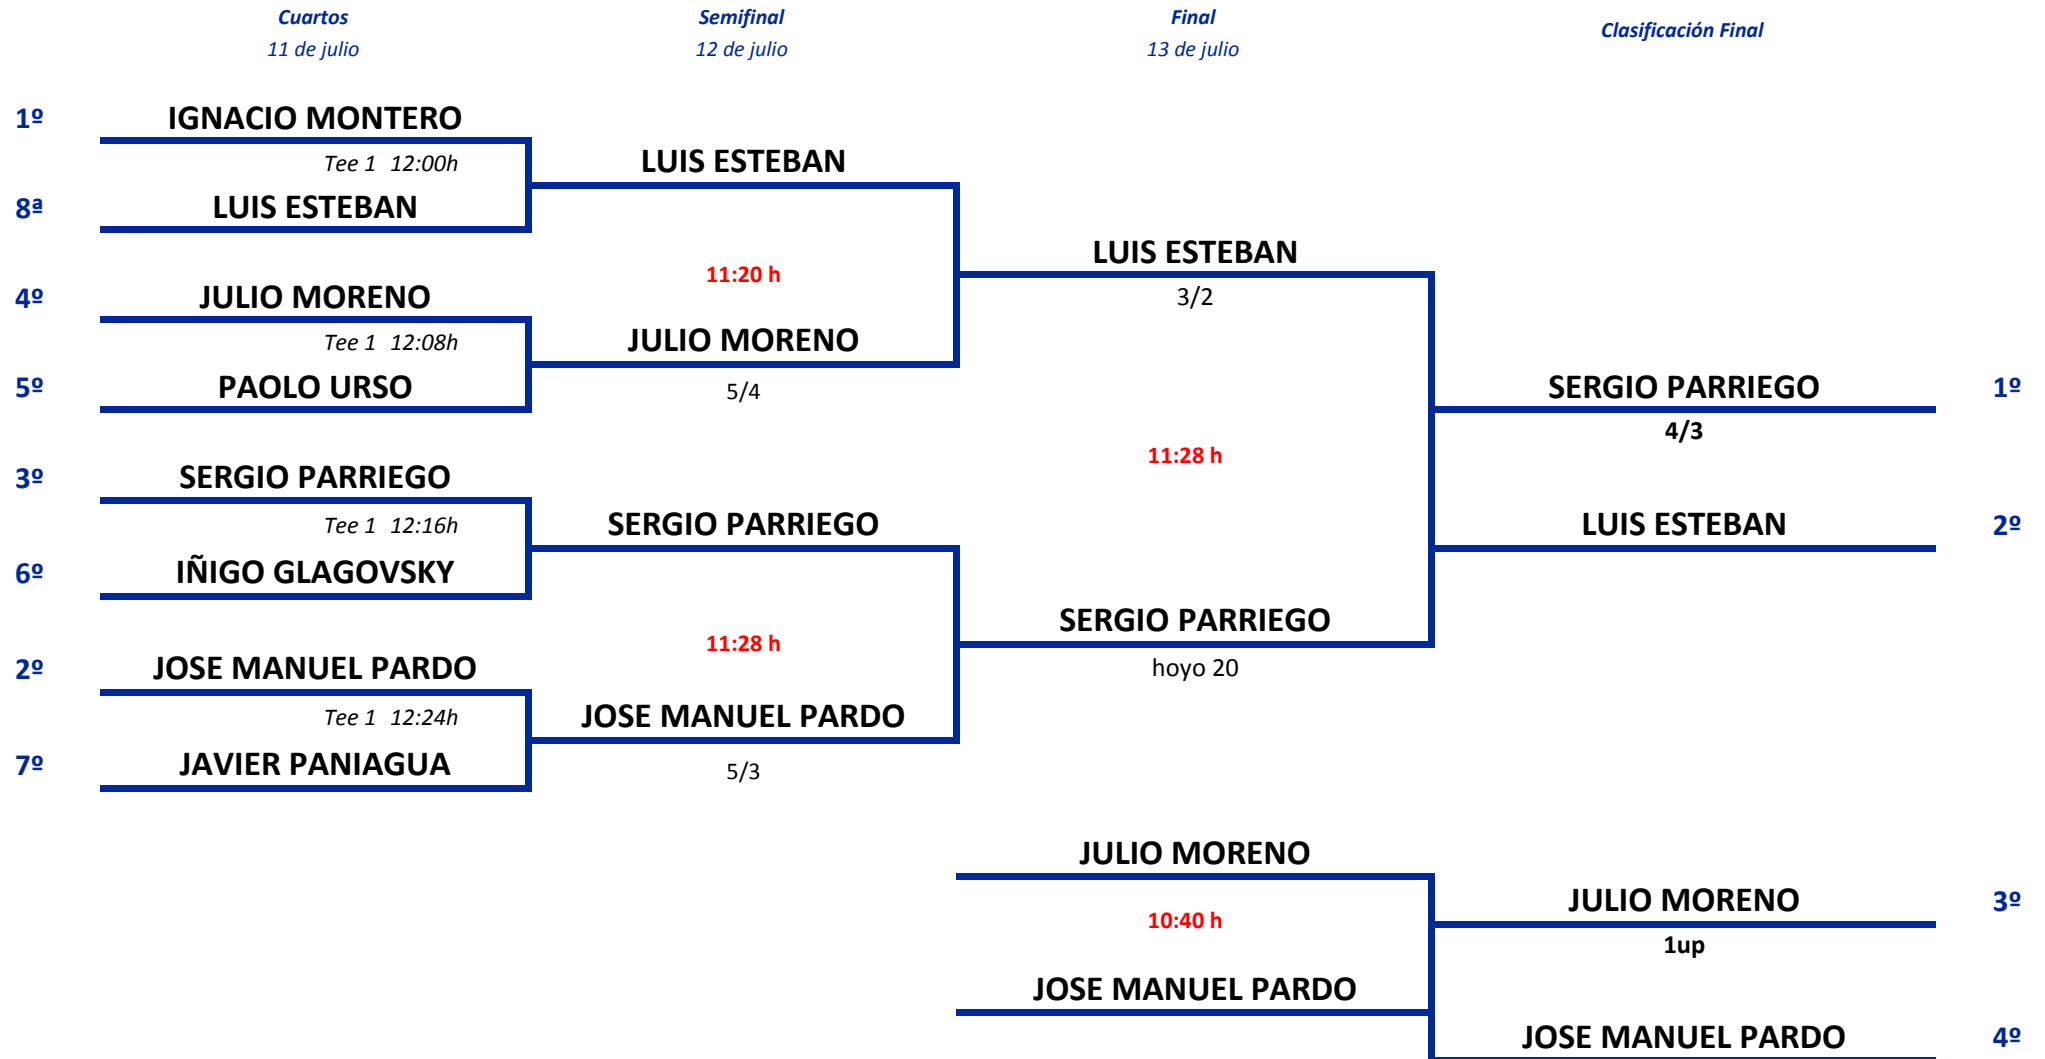 Cuartos
Semifinal
Final
Clasificación Final
11 de julio
12 de julio
13 de julio
1º
IGNACIO MONTERO
Tee 1 12:00h
LUIS ESTEBAN
8ª
LUIS ESTEBAN
LUIS ESTEBAN
11:20 h
3/2
4º
JULIO MORENO
Tee 1 12:08h
JULIO MORENO
5º
PAOLO URSO
5/4
SERGIO PARRIEGO
1º
4/3
11:28 h
3º
SERGIO PARRIEGO
Tee 1 12:16h
SERGIO PARRIEGO
LUIS ESTEBAN
2º
6º
IÑIGO GLAGOVSKY
SERGIO PARRIEGO
11:28 h
hoyo 20
2º
JOSE MANUEL PARDO
Tee 1 12:24h
JOSE MANUEL PARDO
7º
JAVIER PANIAGUA
5/3
JULIO MORENO
JULIO MORENO
3º
10:40 h
1up
JOSE MANUEL PARDO
JOSE MANUEL PARDO
4º